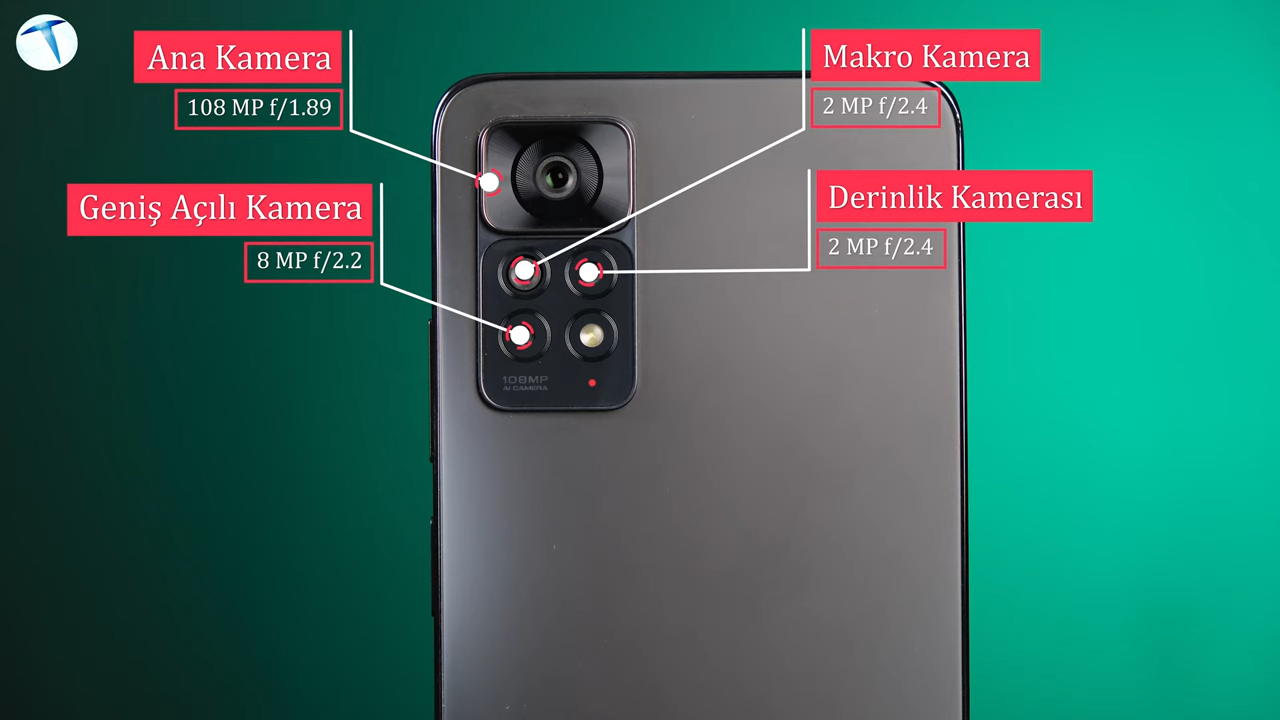 Ana Kamera
108 MP f/1.89
Geniş Açılı Kamera
8 MP f/2.2
Makro Kamera
2 MP f/2.4
Derinlik Kamerası
2 MP f/2.4
108MP
AI CAMERA